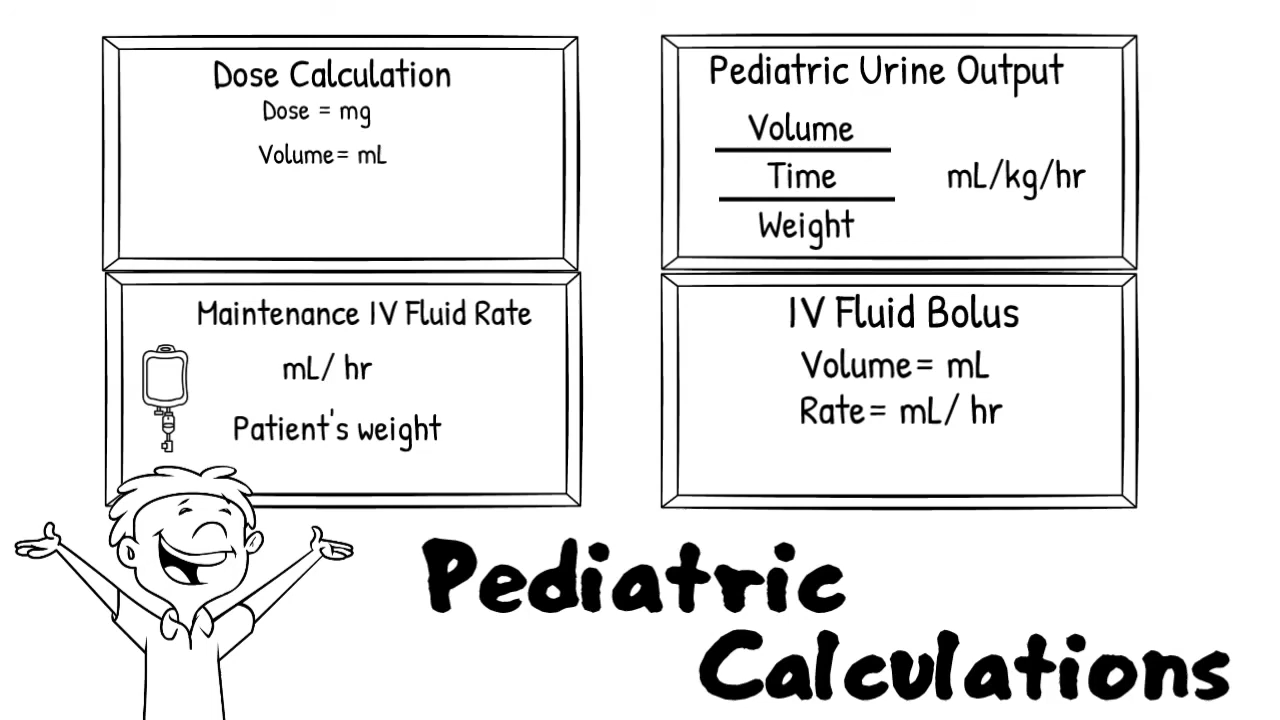 Dose Calculation
Dose = mg
Volume= mL
Pediatric Urine Output
Volume
Time
mL/kg/hr
Weight
Maintenance IV Fluid Rate
mL/ hr
Patient's weight
IV Fluid Bolus
Volume= mL
Rate= mL/ hr
Pediatric
Calculations